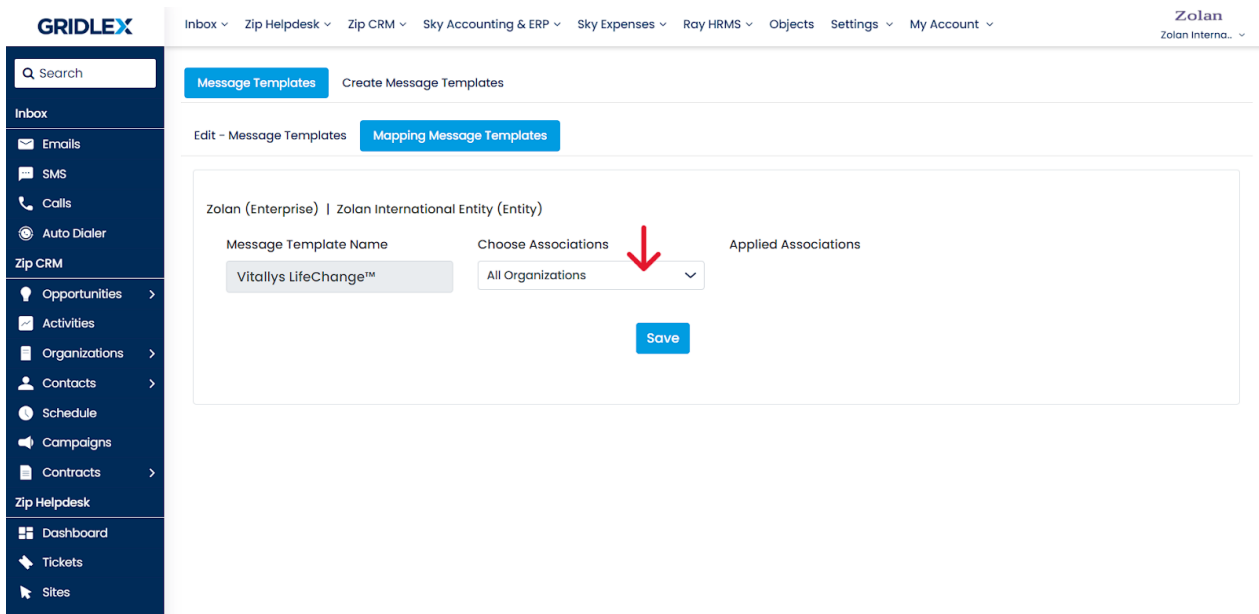 GRIDLEX
Inbox Zip Helpdesk Zip CRM Sky Accounting & ERP Sky Expenses Ray HRMS Objects Settings My Account
Zolan
Zolan Interna..
Search
Inbox
Emails
SMS
Calls
Auto Dialer
Zip CRM
Opportunities
Activities
Organizations
Contacts
Schedule
Campaigns
Contracts
Zip Helpdesk
Dashboard
Tickets
Sites
Message Templates Create Message Templates
Edit - Message Templates Mapping Message Templates
Zolan (Enterprise) | Zolan International Entity (Entity)
Message Template Name Choose Associations Applied Associations
Vitallys LifeChange™ All Organizations
Save